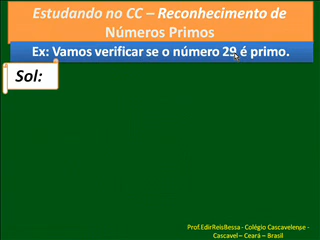 Estudando no CC – Reconhecimento de
Números Primos
Ex: Vamos verificar se o número 29 é primo.
Sol:
Prof.EdirReisBessa - Colégio Cascavelense -
Cascavel – Ceará – Brasil